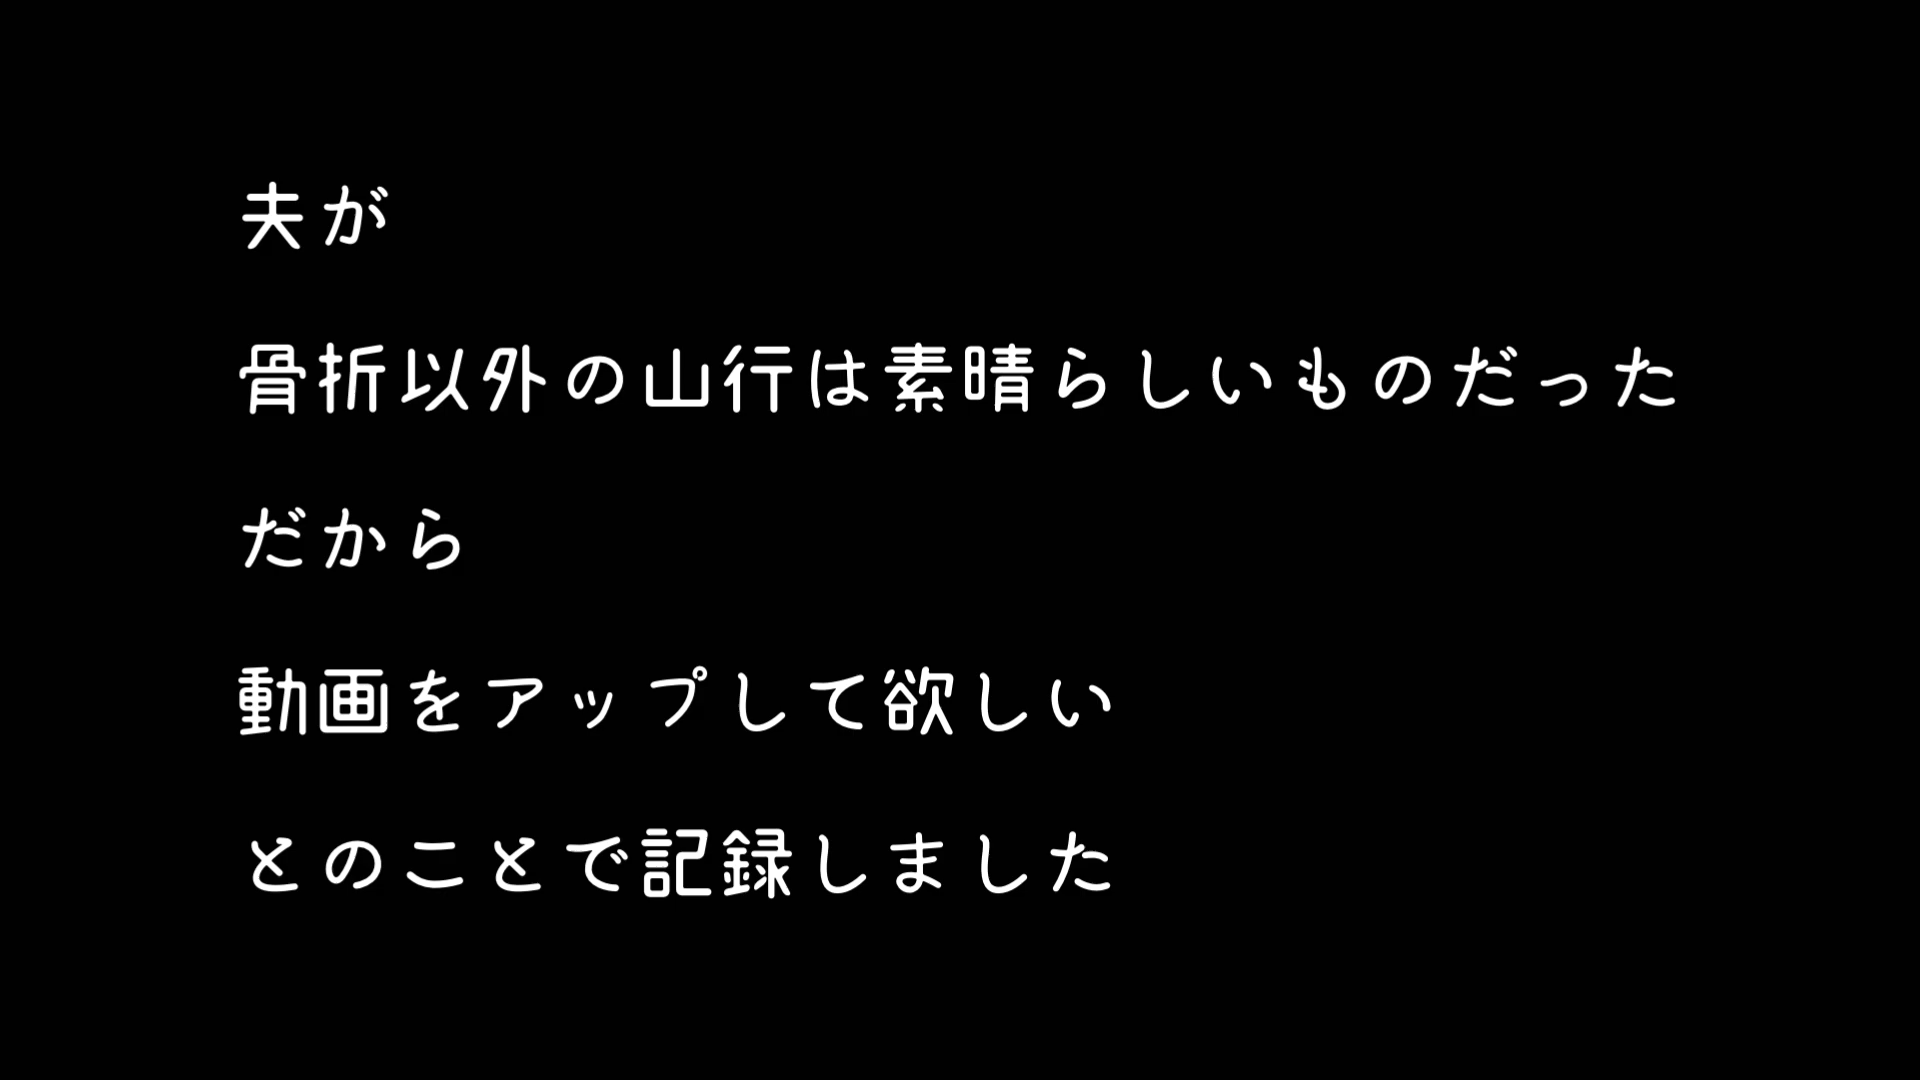 夫が
骨折以外の山行は素晴らしいものだった
だから
動画をアップして欲しい
とのことで記録しました